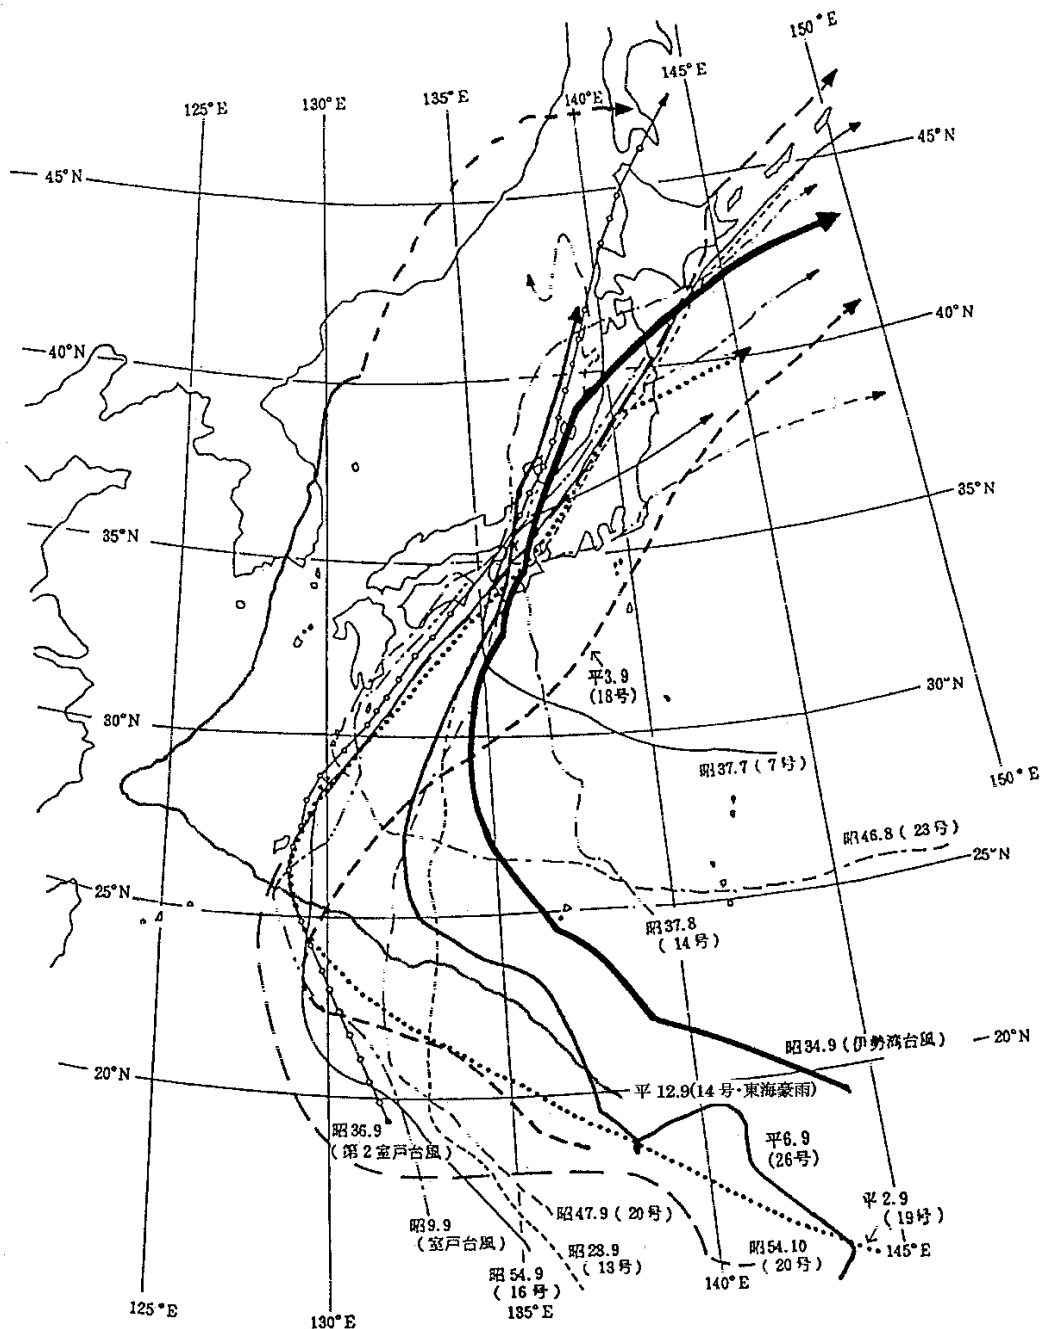 150°E
145°E
140°E
135°E
130°E
125°E
45°N
45°N
40°N
40°N
35°N
35°N
平3.9
(18号)
30°N
30°N
昭37.7(7号)
150°E
昭46.8(23号)
25°N
25°N
昭37.8
(14号)
昭34.9(伊勢湾台風)
20°N
20°N
平12.9(14号・東海豪雨)
昭36.9
(第2室戸台風)
平6.9
(26号)
平2.9
(19号)
145°E
昭47.9(20号)
昭9.9
(室戸台風)
昭28.9
(13号)
昭54.10
(20号)
昭54.9
(16号)
140°E
135°E
125°E
130°E